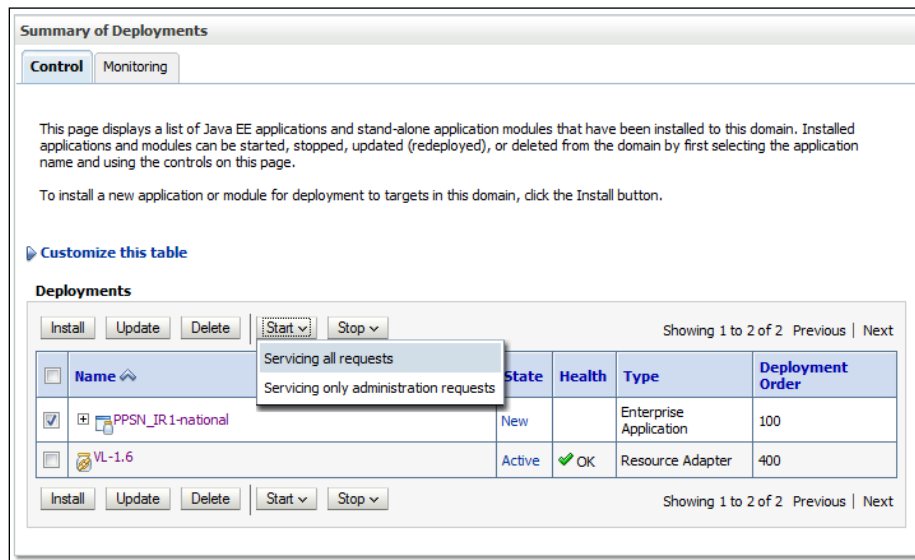 Summary of Deployments
Control Monitoring
This page displays a list of Java EE applications and stand-alone application modules that have been installed to this domain. Installed
applications and modules can be started, stopped, updated (redeployed), or deleted from the domain by first selecting the application
name and using the controls on this page.
To install a new application or module for deployment to targets in this domain, click the Install button.
Customize this table
Deployments
Install Update Delete Start Stop Showing 1 to 2 of 2 Previous | Next
Servicing all requests
Servicing only administration requests
Name State Health Type Deployment
Order
PPSN_IR1-national New Enterprise
Application 100
VL-1.6 Active OK Resource Adapter 400
Install Update Delete Start Stop Showing 1 to 2 of 2 Previous | Next